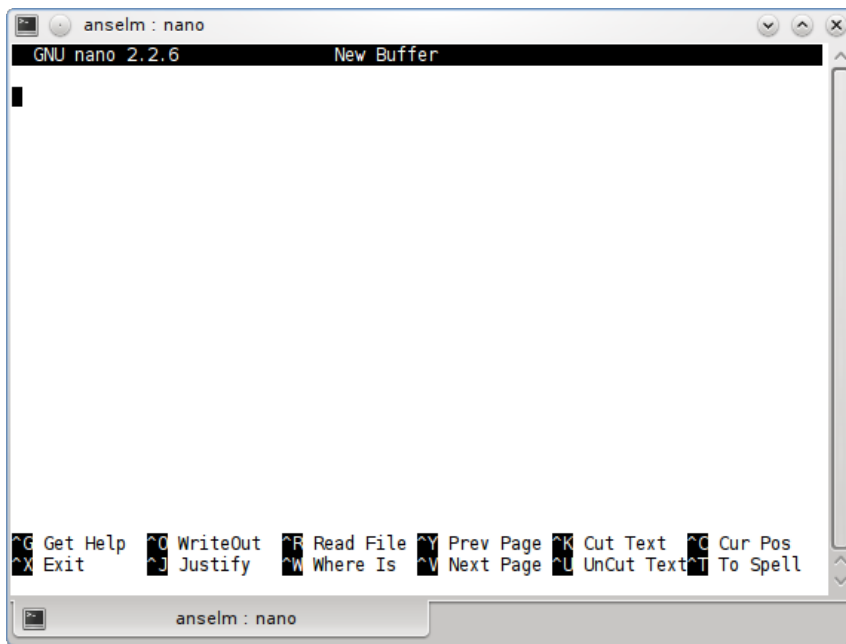 anselm : nano
GNU nano 2.2.6 New Buffer
^G Get Help ^O WriteOut ^R Read File ^Y Prev Page ^K Cut Text ^C Cur Pos
^X Exit ^J Justify ^W Where Is ^V Next Page ^U UnCut Text ^T To Spell
anselm : nano